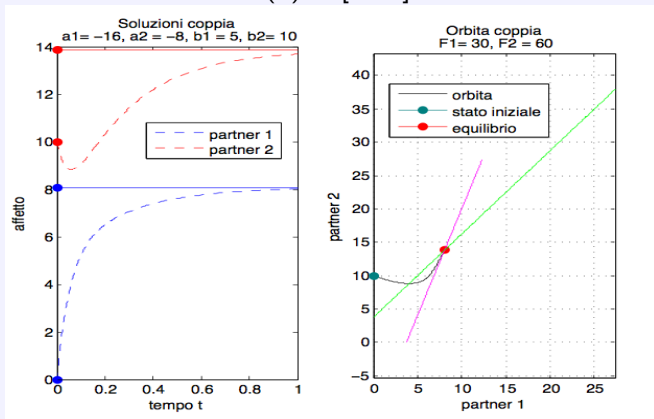 Soluzioni coppia
a1= −16, a2 = −8, b1 = 5, b2= 10
14
12
10
8
6
4
2
0
affetto
partner 1
partner 2
0 0.2 0.4 0.6 0.8 1
tempo t
Orbita coppia
F1= 30, F2 = 60
40
35
30
25
20
15
10
5
0
−5
partner 2
orbita
stato iniziale
equilibrio
0 5 10 15 20 25
partner 1